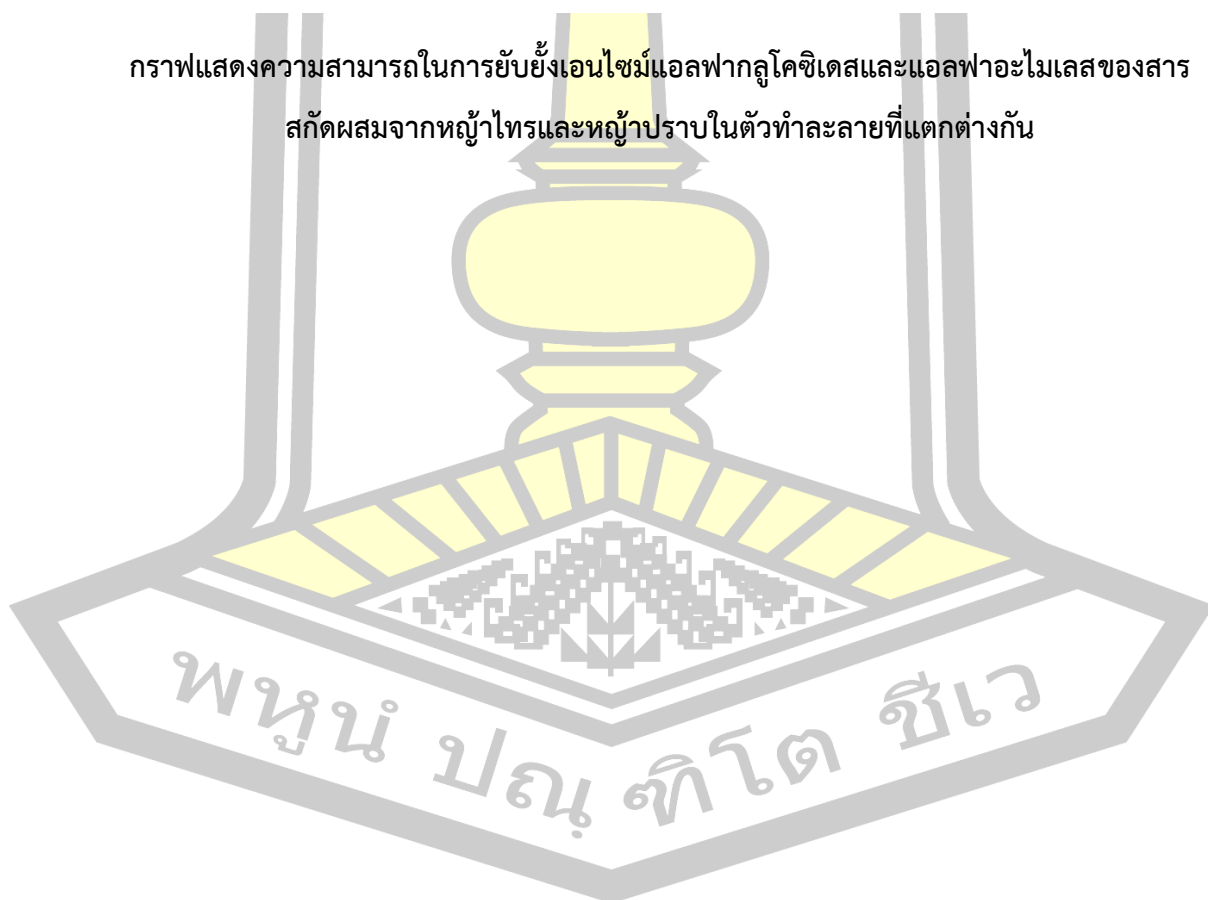 กราฟแสดงความสามารถในการยับยั้งเอนไซม์แอลฟากลูโคซิเดสและแอลฟาอะไมเลสของสาร
สกัดผสมจากหญ้าไทรและหญ้าปราบในตัวทำละลายที่แตกต่างกัน
พหูนํ ปณฺฑิโต ชีเว